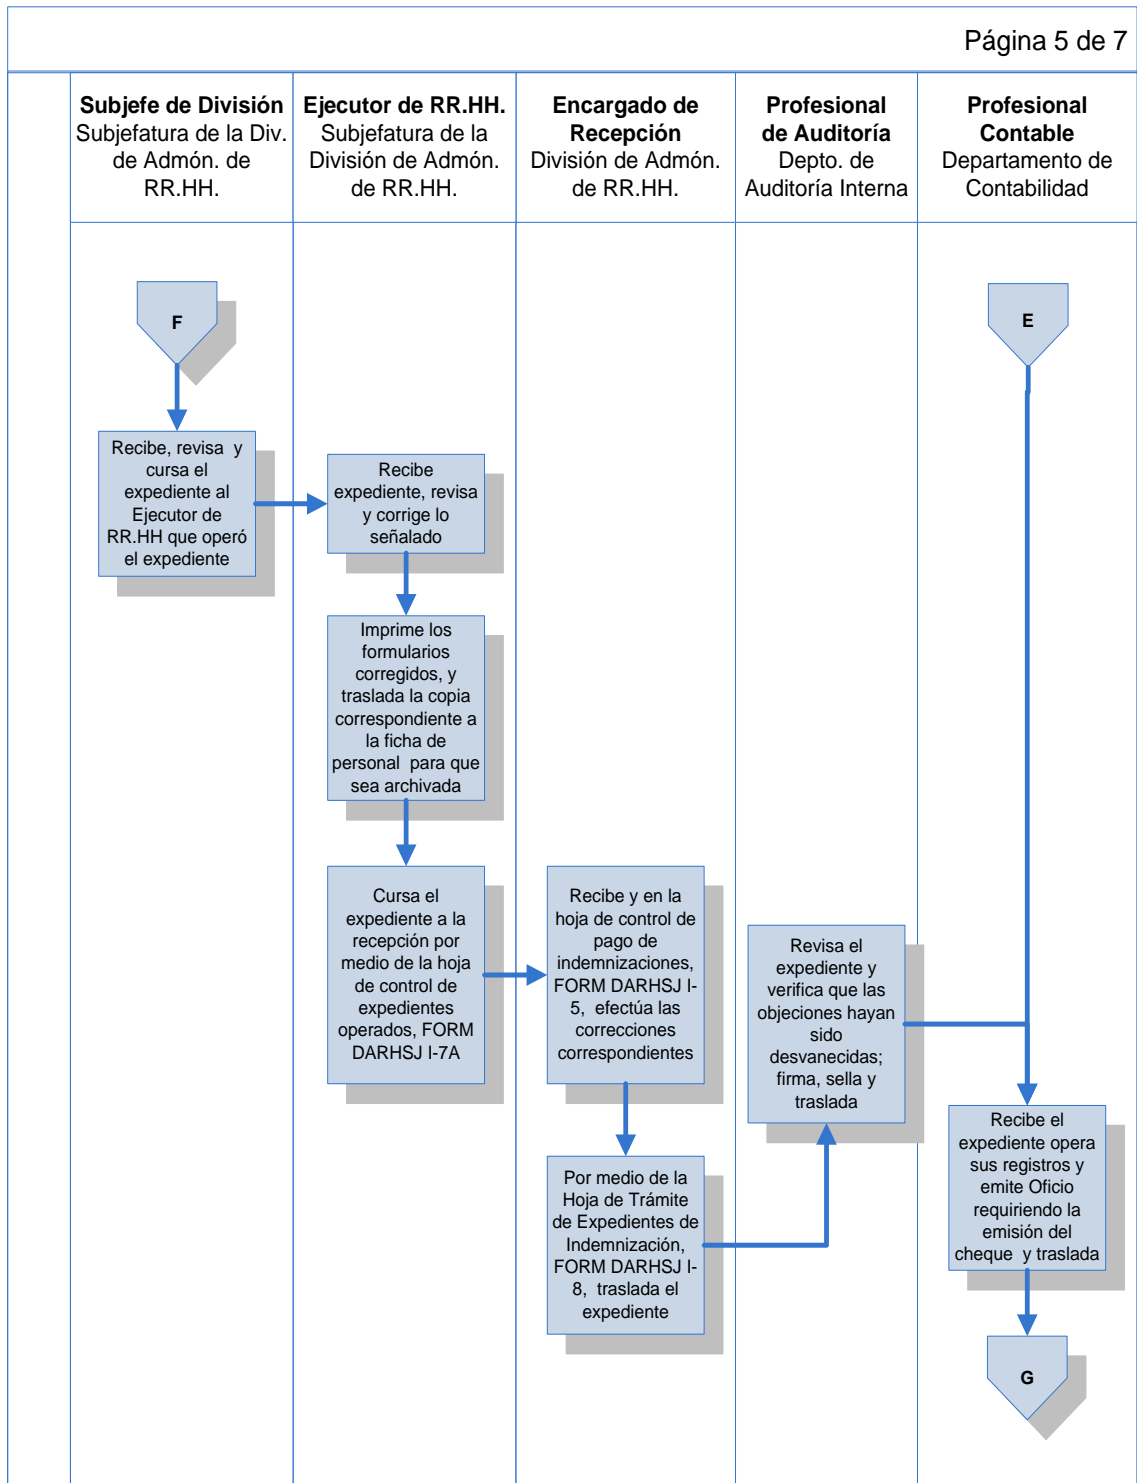 Página 5 de 7
Subjefe de División
Subjefatura de la Div.
de Admón. de
RR.HH.
Ejecutor de RR.HH.
Subjefatura de la
División de Admón.
de RR.HH.
Encargado de
Recepción
División de Admón.
de RR.HH.
Profesional
de Auditoría
Depto. de
Auditoría Interna
Profesional
Contable
Departamento de
Contabilidad
F
E
Recibe, revisa y
cursa el
expediente al
Ejecutor de
RR.HH que operó
el expediente
Recibe
expediente, revisa
y corrige lo
señalado
Imprime los
formularios
corregidos, y
traslada la copia
correspondiente a
la ficha de
personal para que
sea archivada
Cursa el
expediente a la
recepción por
medio de la hoja
de control de
expedientes
operados, FORM
DARHSJ I-7A
Recibe y en la
hoja de control de
pago de
indemnizaciones,
FORM DARHSJ I-
5, efectúa las
correcciones
correspondientes
Por medio de la
Hoja de Trámite
de Expedientes de
Indemnización,
FORM DARHSJ I-
8, traslada el
expediente
Revisa el
expediente y
verifica que las
objeciones hayan
sido
desvanecidas;
firma, sella y
traslada
Recibe el
expediente opera
sus registros y
emite Oficio
requiriendo la
emisión del
cheque y traslada
G